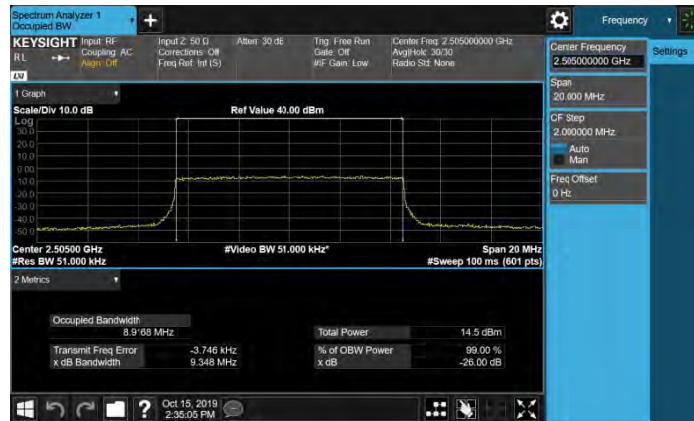 Spectrum Analyzer 1
Occupied BW
Frequency
KEYSIGHT
RL
Input: RF
Coupling: AC
Align: Off
Input Z: 50 Ω
Corrections: Off
Freq Ref: Int (S)
Atten: 30 dB
Trig: Free Run
Gate: Off
#IF Gain: Low
Center Freq: 2.505000000 GHz
Avg|Hold: 30/30
Radio Std: None
LXI
Center Frequency
2.505000000 GHz
Settings
Span
20.000 MHz
CF Step
2.000000 MHz
Auto
Man
Freq Offset
0 Hz
1 Graph
Scale/Div 10.0 dB
Ref Value 40.00 dBm
Log
30.0
20.0
10.0
0.00
-10.0
-20.0
-30.0
-40.0
-50.0
Center 2.50500 GHz
#Video BW 51.000 kHz*
Span 20 MHz
#Res BW 51.000 kHz
#Sweep 100 ms (601 pts)
2 Metrics
Occupied Bandwidth
8.9168 MHz
Total Power
14.5 dBm
Transmit Freq Error
-3.746 kHz
% of OBW Power
99.00 %
x dB Bandwidth
9.348 MHz
x dB
-26.00 dB
?
Oct 15, 2019
2:35:05 PM